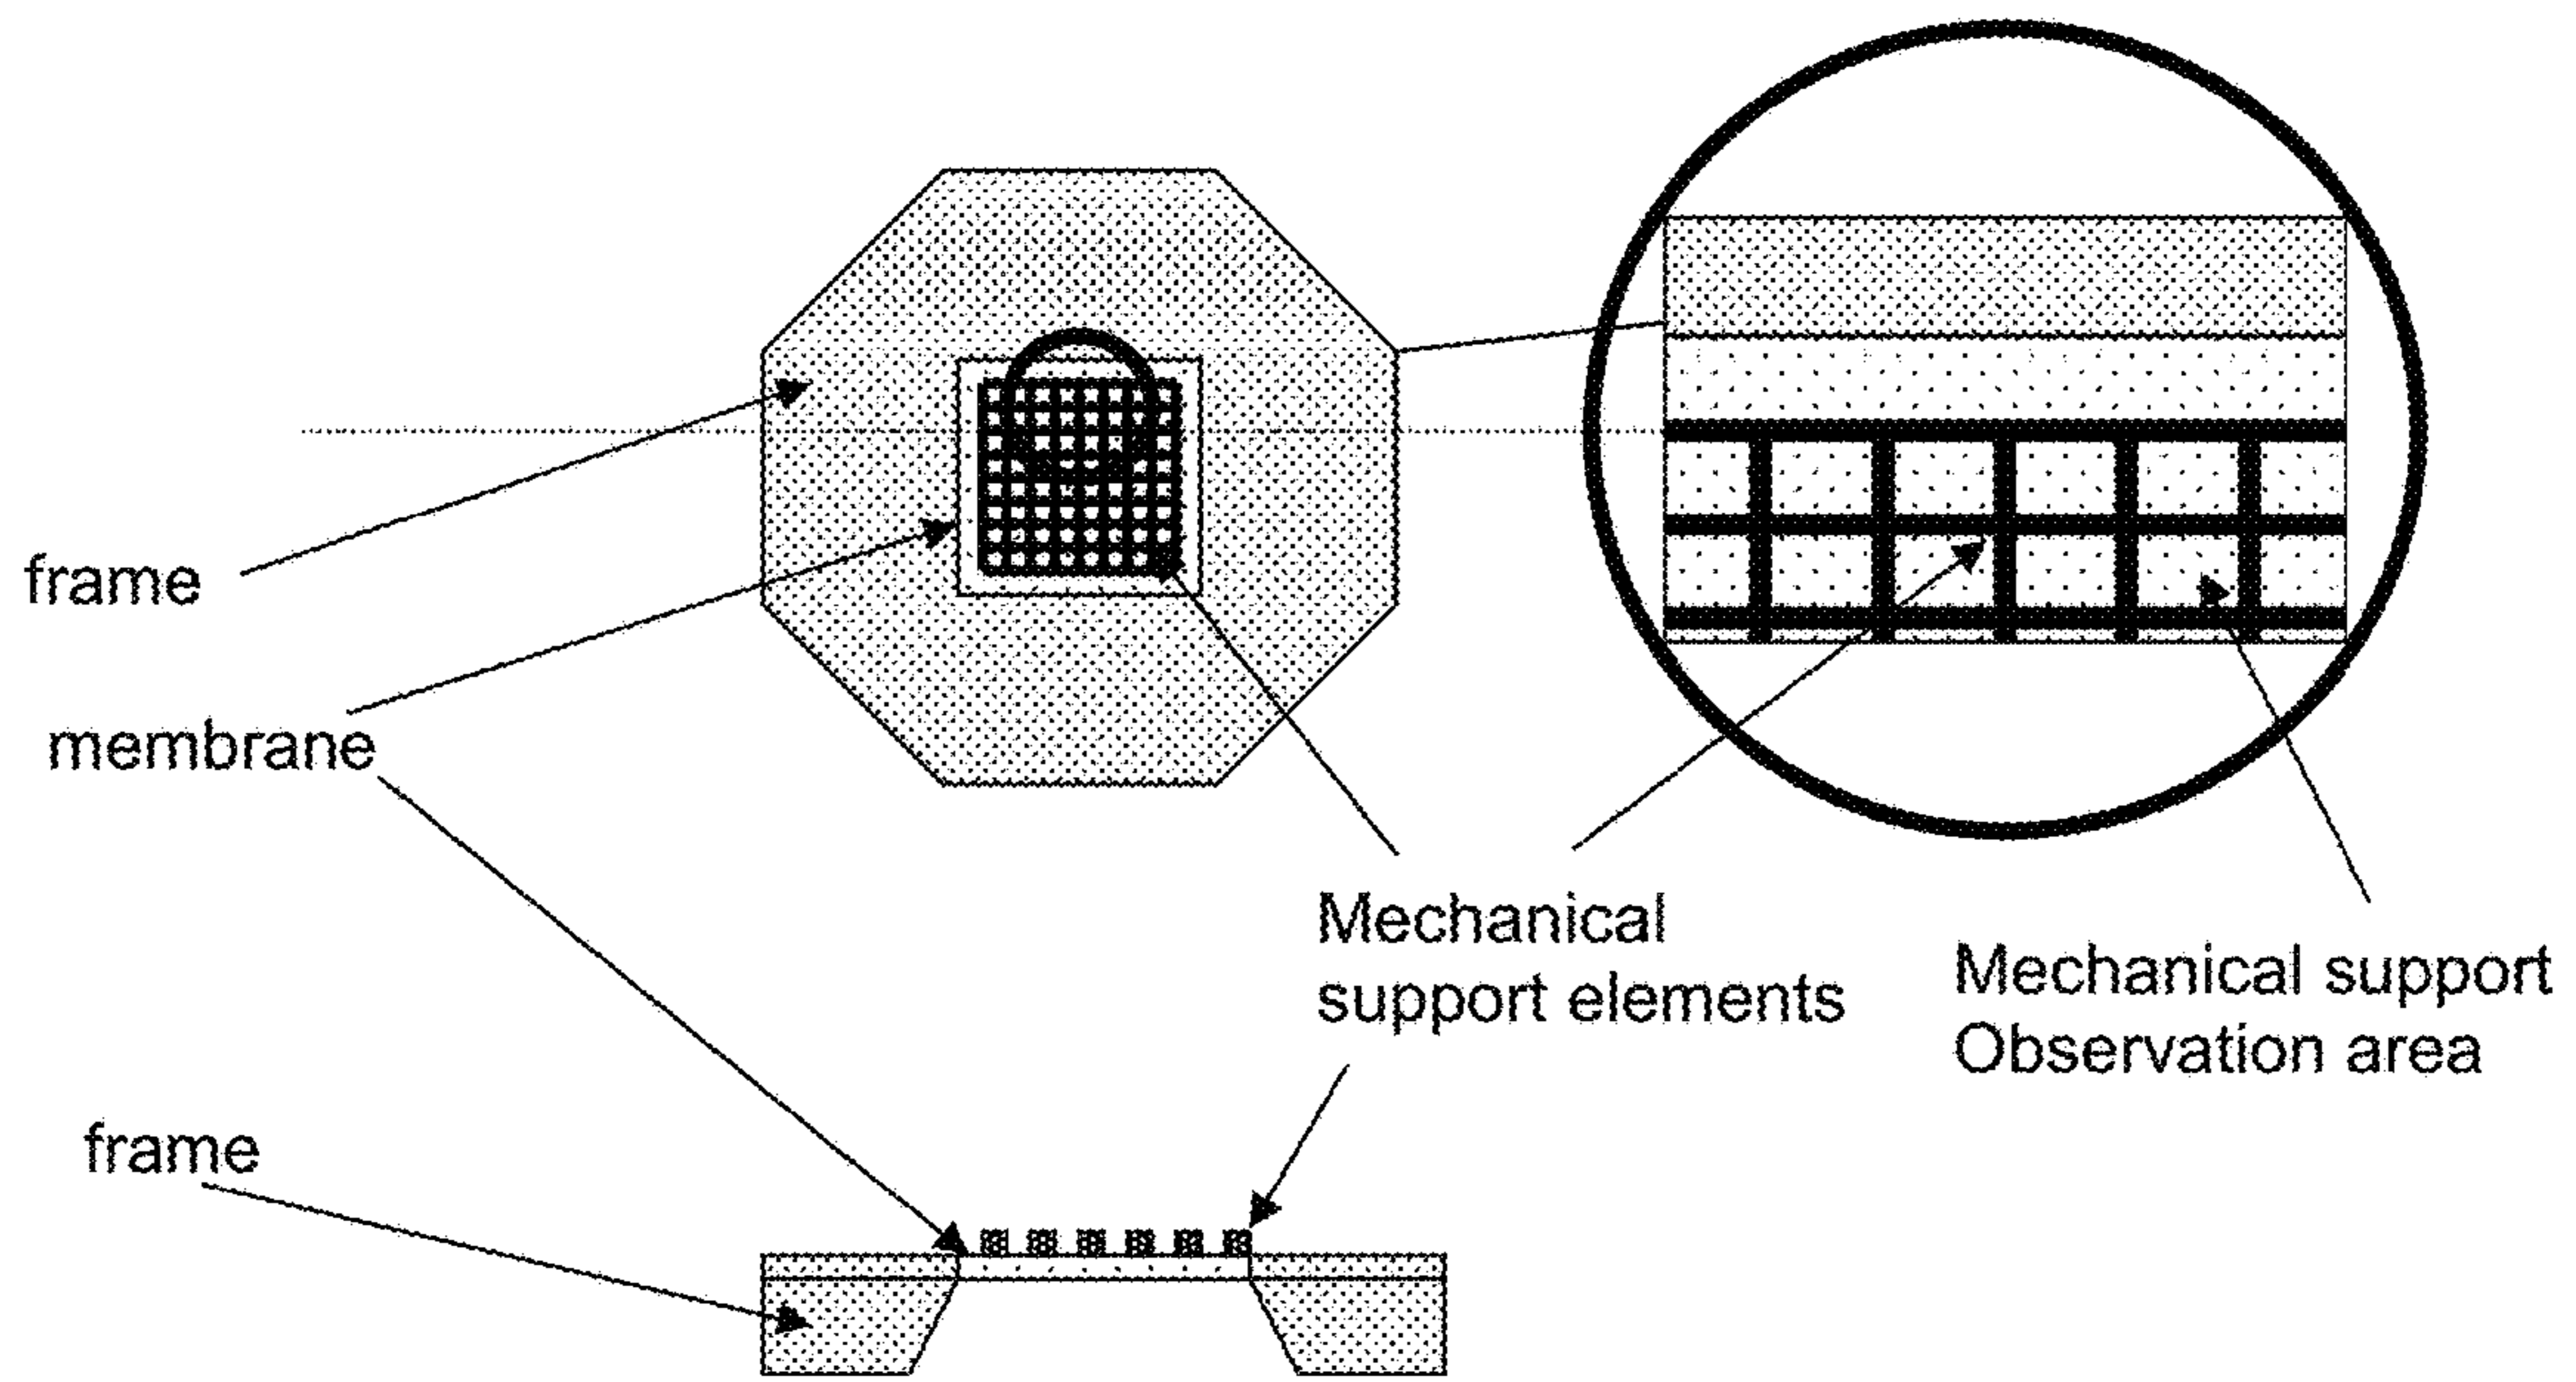 frame
membrane
Mechanical
support elements
Mechanical support
Observation area
frame